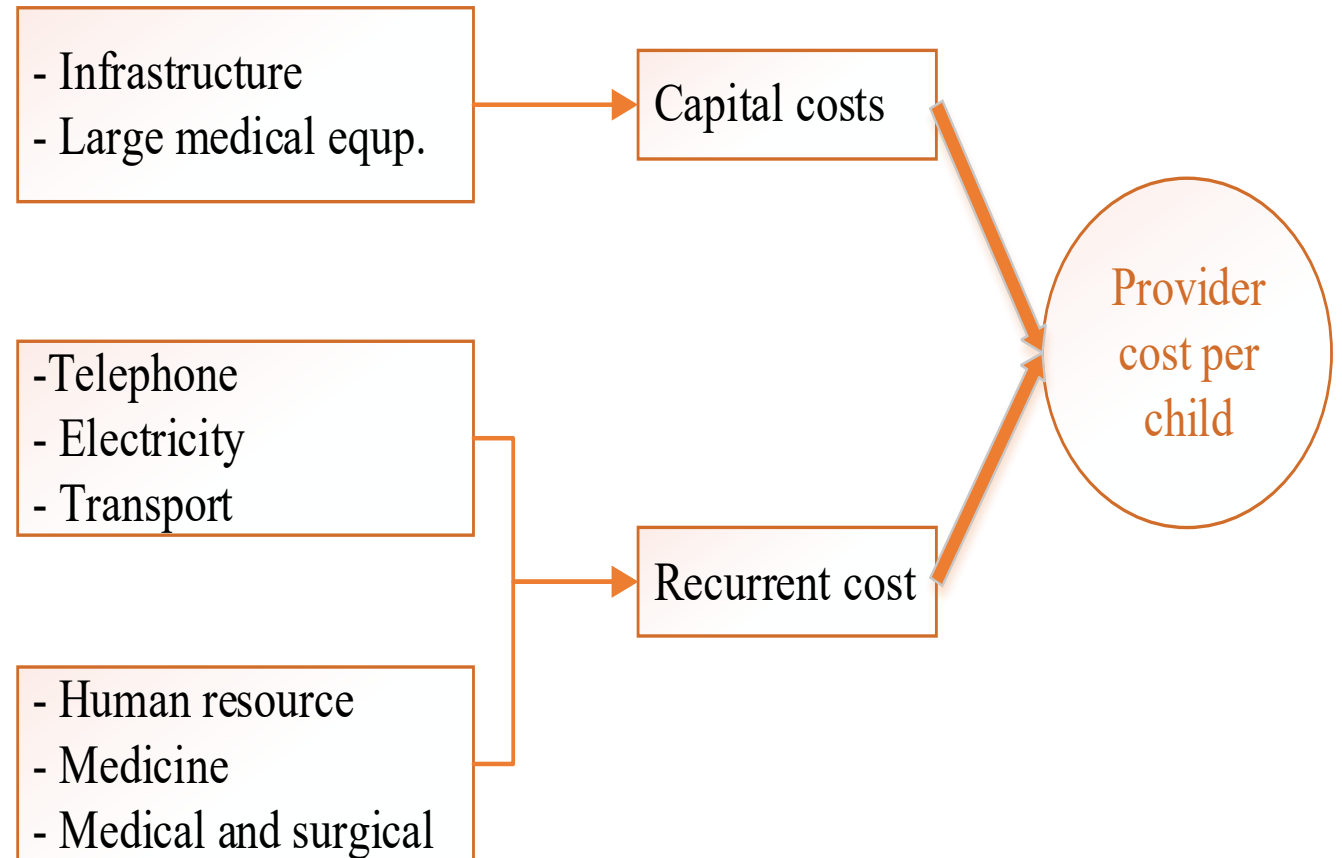 - Infrastructure
- Large medical equp.
Capital costs
-Telephone
- Electricity
- Transport
Recurrent cost
- Human resource
- Medicine
- Medical and surgical
Provider
cost per
child